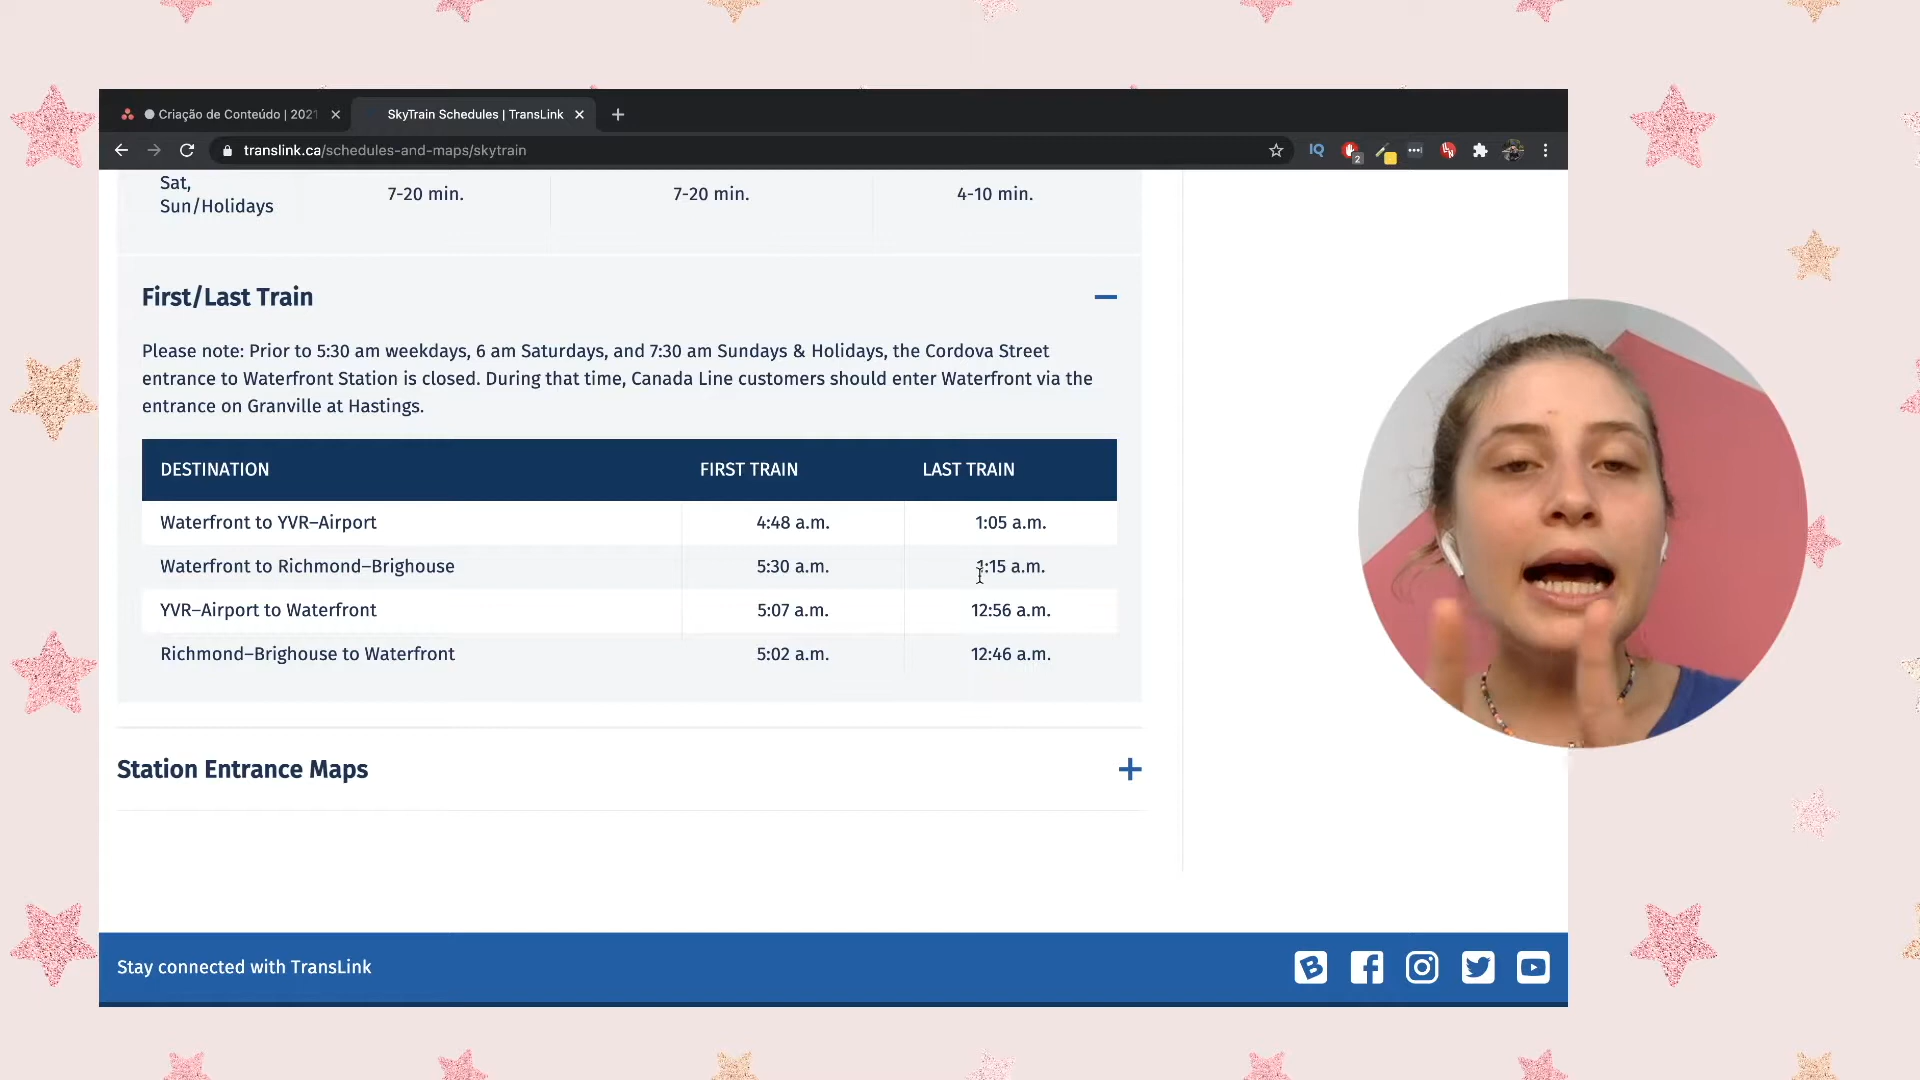 Criação de Conteúdo | 2021
SkyTrain Schedules | TransLink
translink.ca/schedules-and-maps/skytrain
IQ
2
Sat,
Sun/Holidays
7-20 min.
7-20 min.
4-10 min.
First/Last Train
Please note: Prior to 5:30 am weekdays, 6 am Saturdays, and 7:30 am Sundays & Holidays, the Cordova Street
entrance to Waterfront Station is closed. During that time, Canada Line customers should enter Waterfront via the
entrance on Granville at Hastings.
DESTINATION FIRST TRAIN LAST TRAIN
Waterfront to YVR–Airport 4:48 a.m. 1:05 a.m.
Waterfront to Richmond–Brighouse 5:30 a.m. 1:15 a.m.
YVR–Airport to Waterfront 5:07 a.m. 12:56 a.m.
Richmond–Brighouse to Waterfront 5:02 a.m. 12:46 a.m.
Station Entrance Maps
Stay connected with TransLink